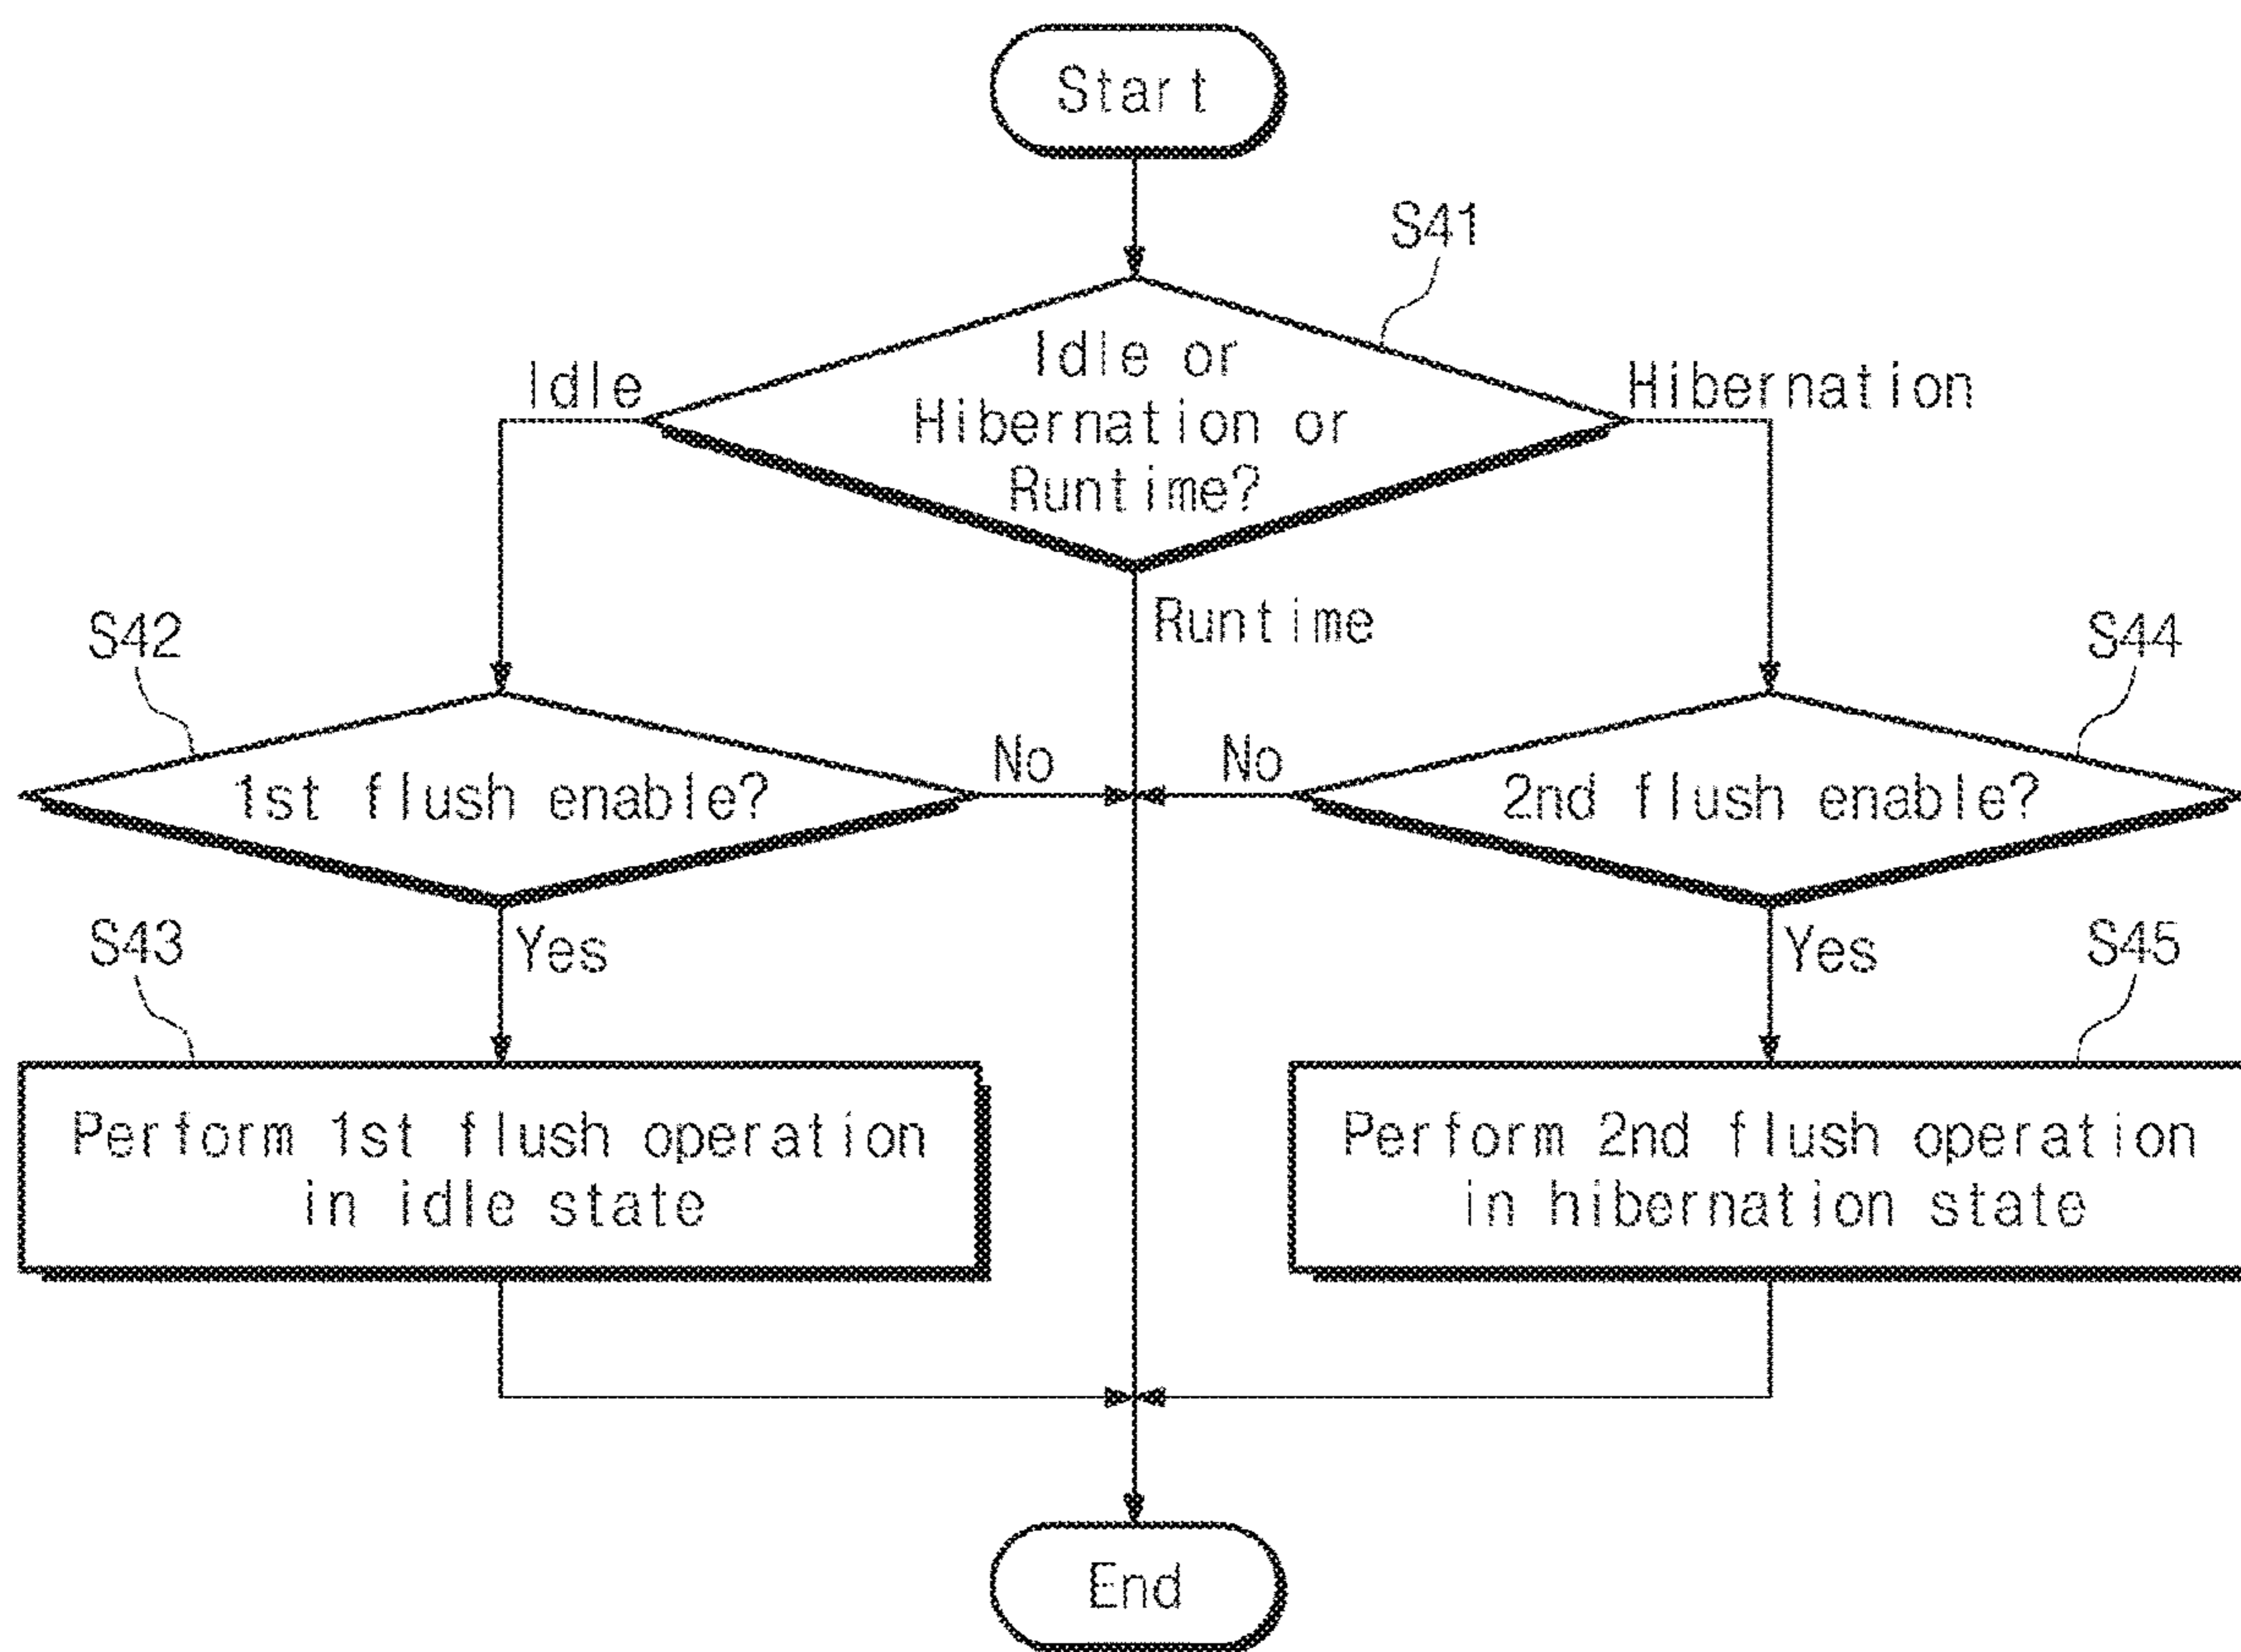 Start
S41
Idle or
Hibernation or
Runtime?
Idle
Hibernation
Runtime
S42
S44
1st flush enable?
No
No
2nd flush enable?
S43
Yes
Yes
S45
Perform 1st flush operation
in idle state
Perform 2nd flush operation
in hibernation state
End